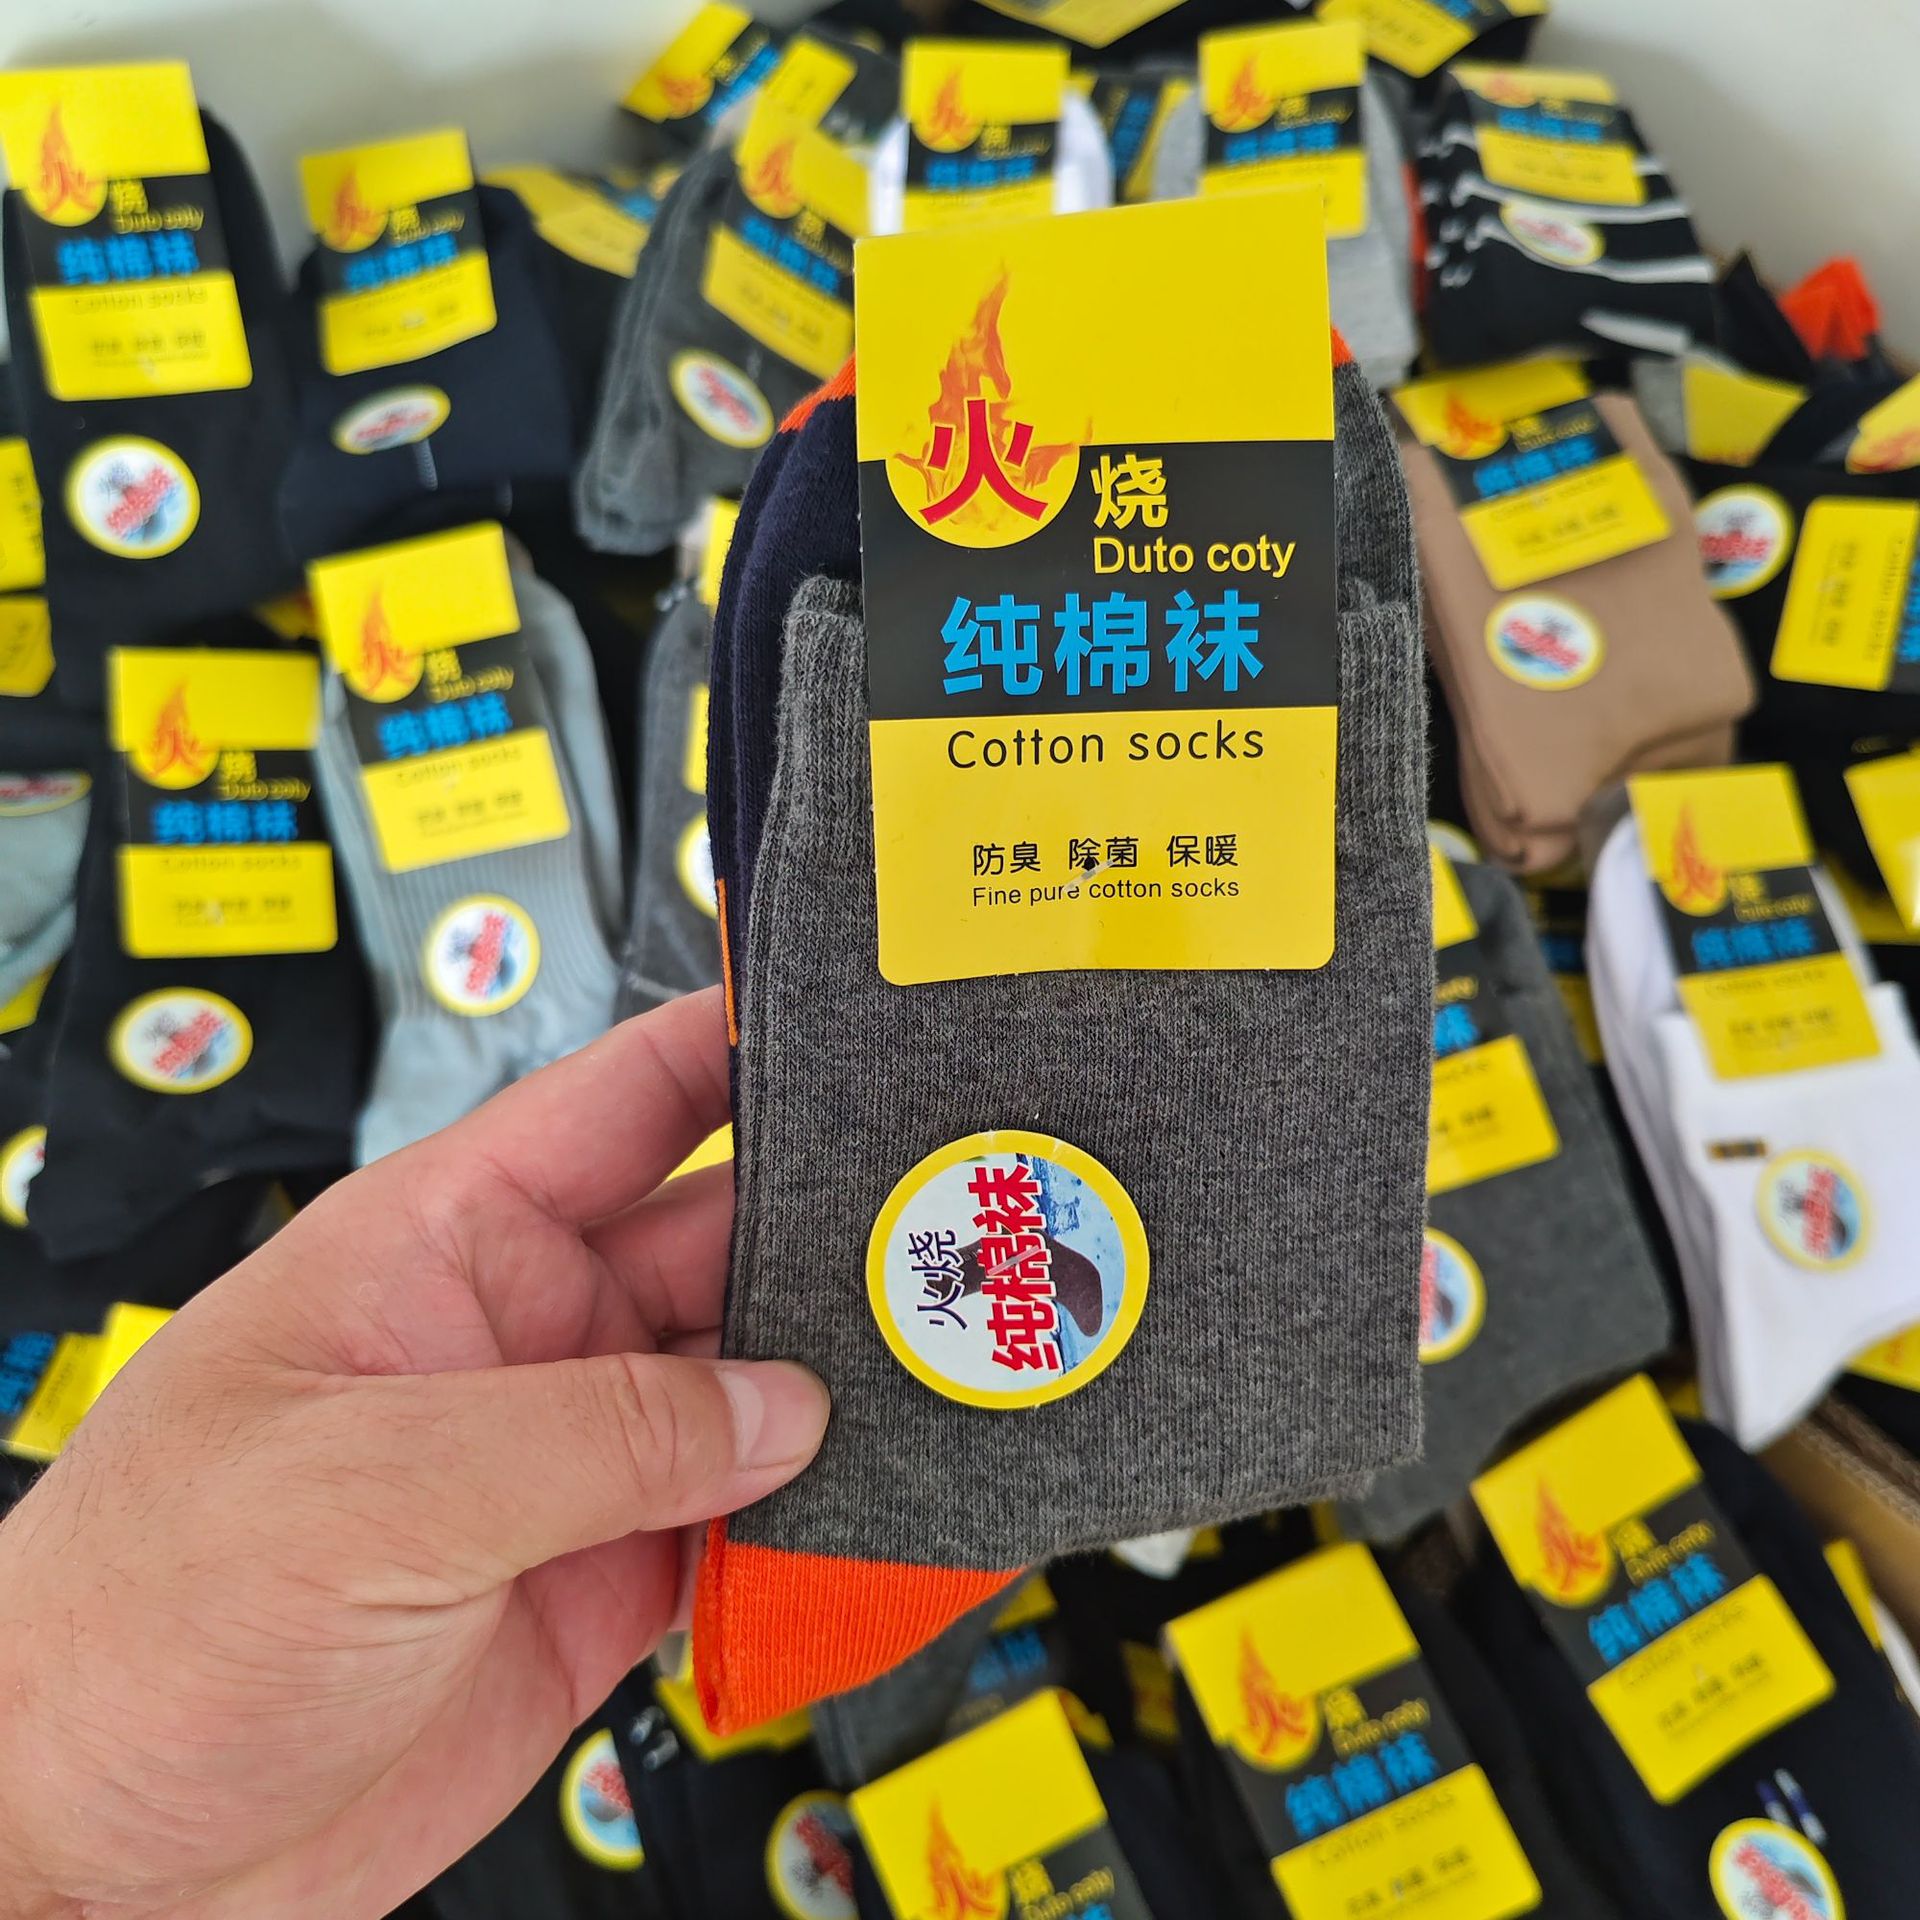 火烧
Duto coty
纯棉袜
Cotton socks
防臭 除菌 保暖
Fine pure cotton socks
火烧
纯棉袜